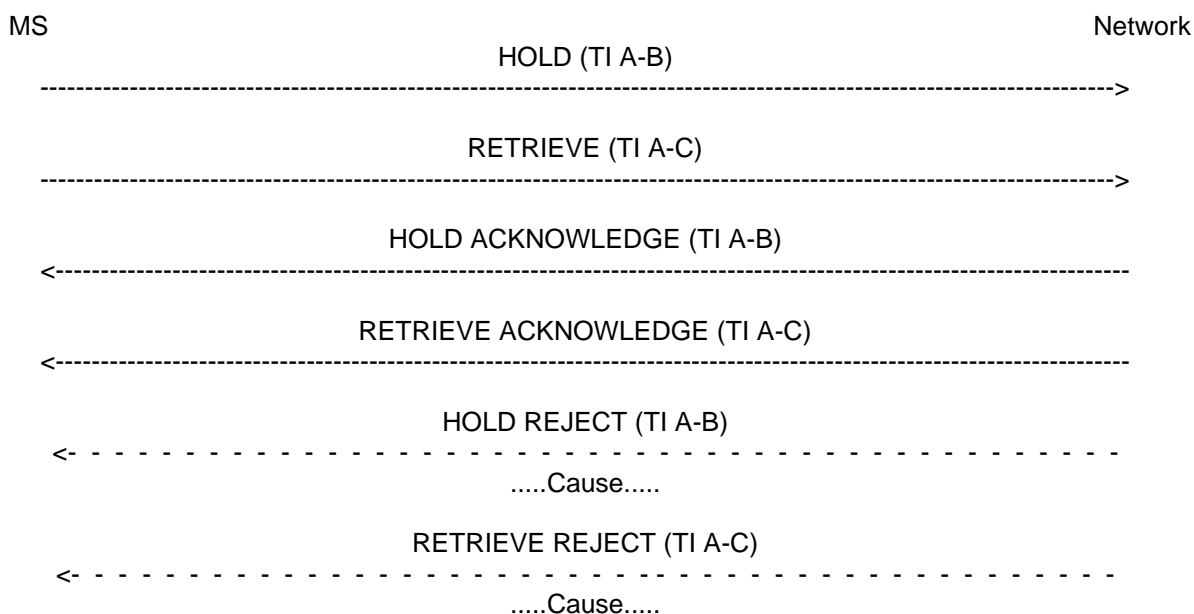 MS Network
HOLD (TI A-B)
RETRIEVE (TI A-C)
HOLD ACKNOWLEDGE (TI A-B)
RETRIEVE ACKNOWLEDGE (TI A-C)
HOLD REJECT (TI A-B)
.....Cause.....
RETRIEVE REJECT (TI A-C)
.....Cause.....